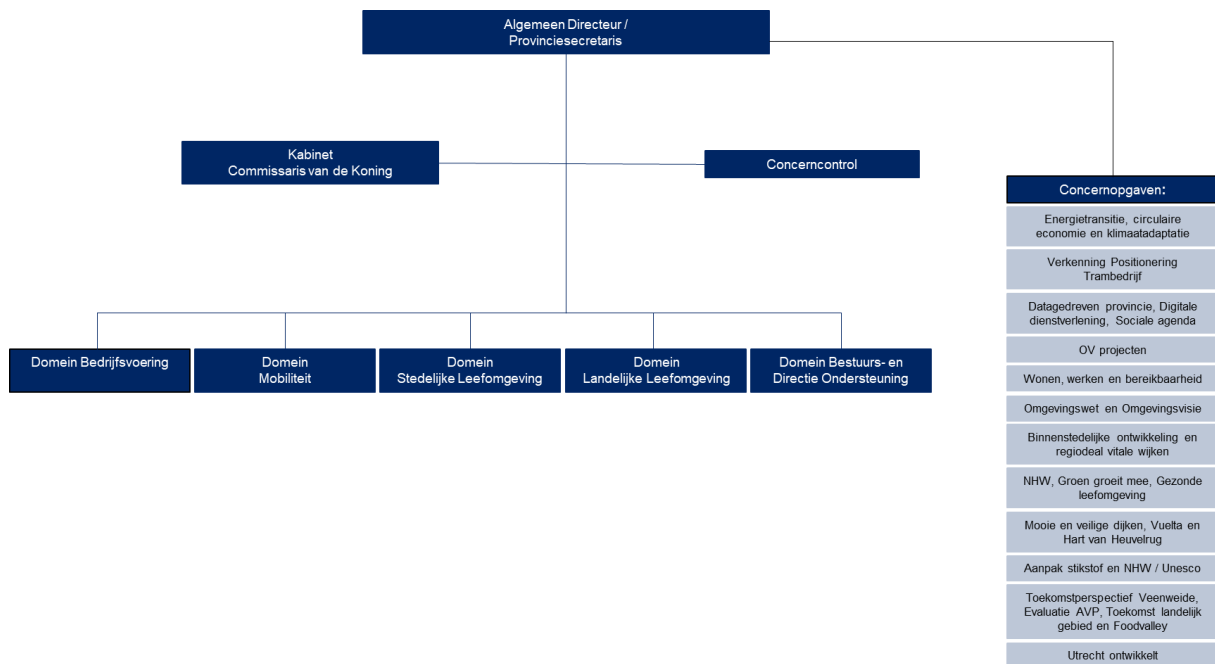 Algemeen Directeur /
Provinciesecretaris
Kabinet
Commissaris van de Koning
Concerncontrol
Domein Bedrijfsvoering
Domein
Mobiliteit
Domein
Stedelijke Leefomgeving
Domein
Landelijke Leefomgeving
Domein Bestuurs- en
Directie Ondersteuning
Concernopgaven:
Energietransitie, circulaire
economie en klimaatadaptatie
Verkenning Positionering
Trambedrijf
Datagedreven provincie, Digitale
dienstverlening, Sociale agenda
OV projecten
Wonen, werken en bereikbaarheid
Omgevingswet en Omgevingsvisie
Binnenstedelijke ontwikkeling en
regiodeal vitale wijken
NHW, Groen groeit mee, Gezonde
leefomgeving
Mooie en veilige dijken, Vuelta en
Hart van Heuvelrug
Aanpak stikstof en NHW / Unesco
Toekomstperspectief Veenweide,
Evaluatie AVP, Toekomst landelijk
gebied en Foodvalley
Utrecht ontwikkelt